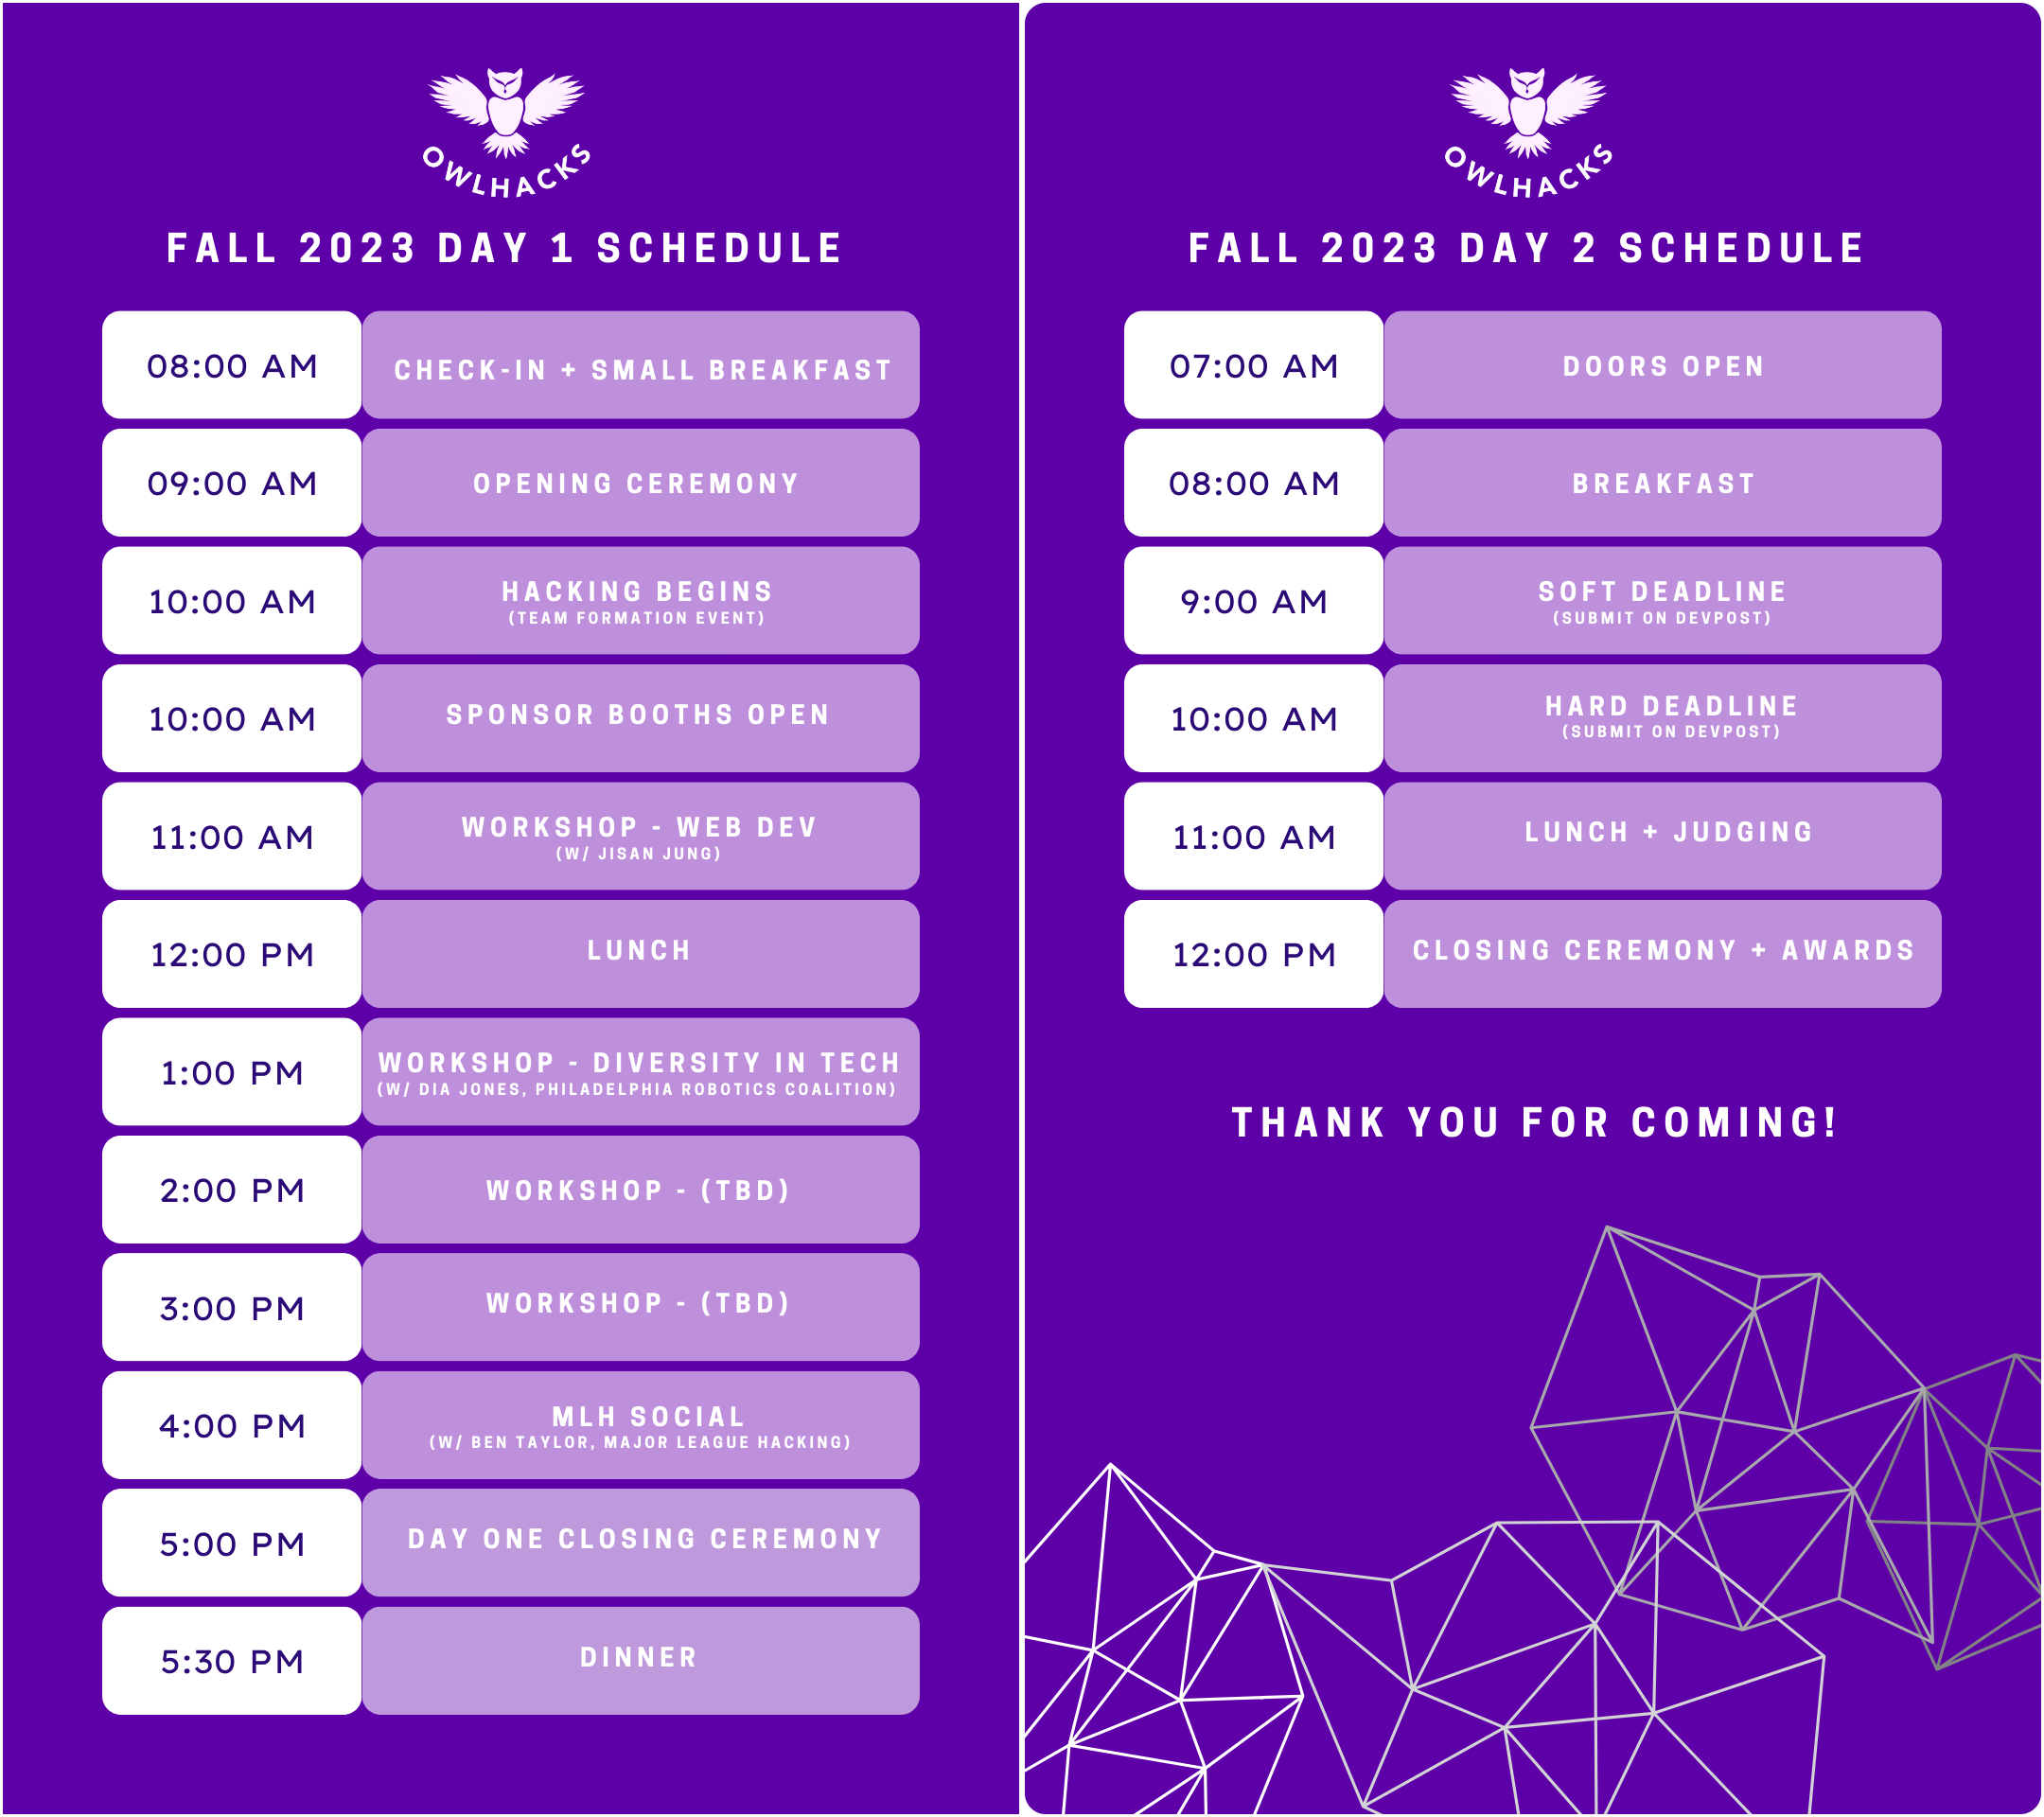 OWLHACKS
FALL 2023 DAY 1 SCHEDULE
08:00 AM
CHECK-IN + SMALL BREAKFAST
09:00 AM
OPENING CEREMONY
10:00 AM
HACKING BEGINS
(TEAM FORMATION EVENT)
10:00 AM
SPONSOR BOOTHS OPEN
11:00 AM
WORKSHOP - WEB DEV
(W/ JISAN JUNG)
12:00 PM
LUNCH
1:00 PM
WORKSHOP - DIVERSITY IN TECH
(W/ DIA JONES, PHILADELPHIA ROBOTICS COALITION)
2:00 PM
WORKSHOP - (TBD)
3:00 PM
WORKSHOP - (TBD)
4:00 PM
MLH SOCIAL
(W/ BEN TAYLOR, MAJOR LEAGUE HACKING)
5:00 PM
DAY ONE CLOSING CEREMONY
5:30 PM
DINNER
OWLHACKS
FALL 2023 DAY 2 SCHEDULE
07:00 AM
DOORS OPEN
08:00 AM
BREAKFAST
9:00 AM
SOFT DEADLINE
(SUBMIT ON DEVPOST)
10:00 AM
HARD DEADLINE
(SUBMIT ON DEVPOST)
11:00 AM
LUNCH + JUDGING
12:00 PM
CLOSING CEREMONY + AWARDS
THANK YOU FOR COMING!